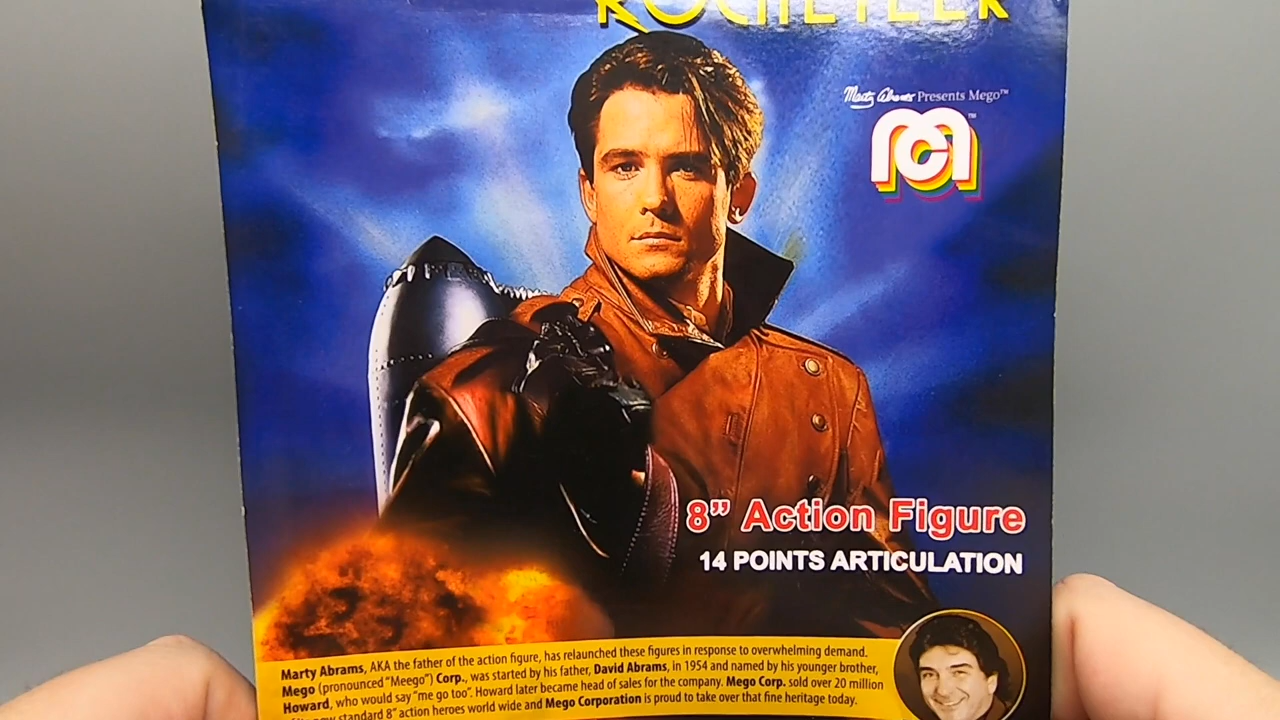 ROCKETEER
Marty Abrams Presents Mego™
8” Action Figure
14 POINTS ARTICULATION
Marty Abrams, AKA the father of the action figure, has relaunched these figures in response to overwhelming demand.
Mego (pronounced “Meego”) Corp., was started by his father, David Abrams, in 1954 and named by his younger brother,
Howard, who would say “me go too”. Howard later became head of sales for the company. Mego Corp. sold over 20 million
new standard 8” action heroes world wide and Mego Corporation is proud to take over that fine heritage today.